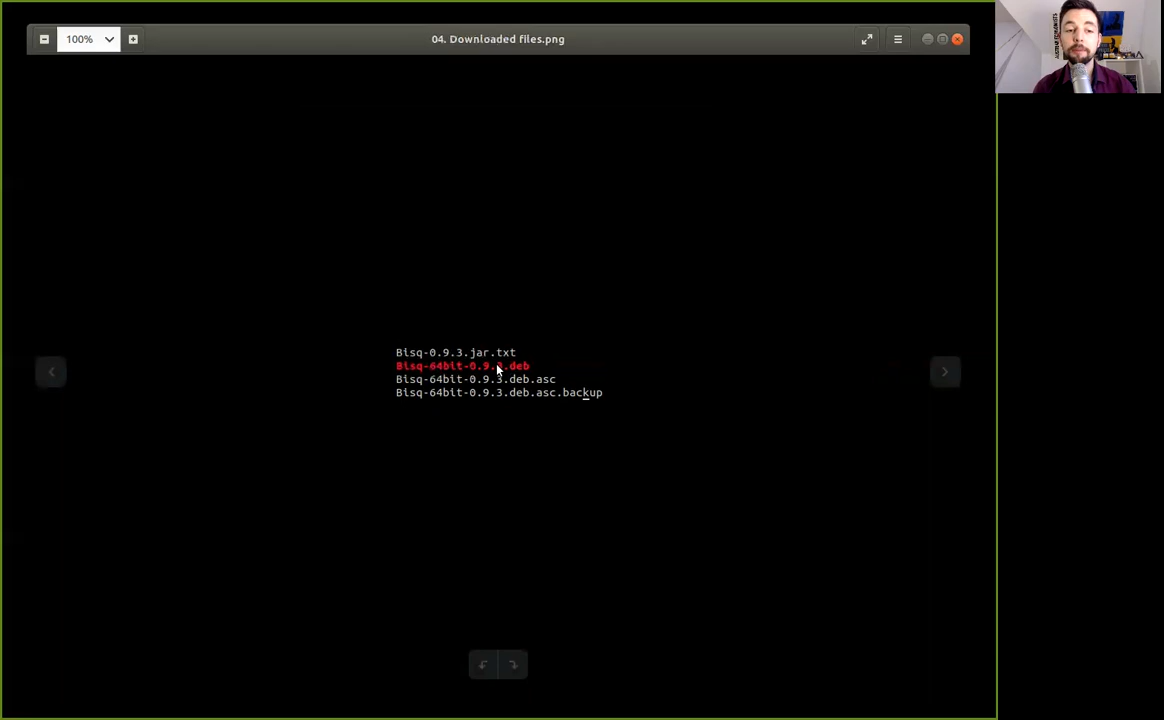 100%
04. Downloaded files.png
Bisq-0.9.3.jar.txt
Bisq-64bit-0.9.3.deb
Bisq-64bit-0.9.3.deb.asc
Bisq-64bit-0.9.3.deb.asc.backup